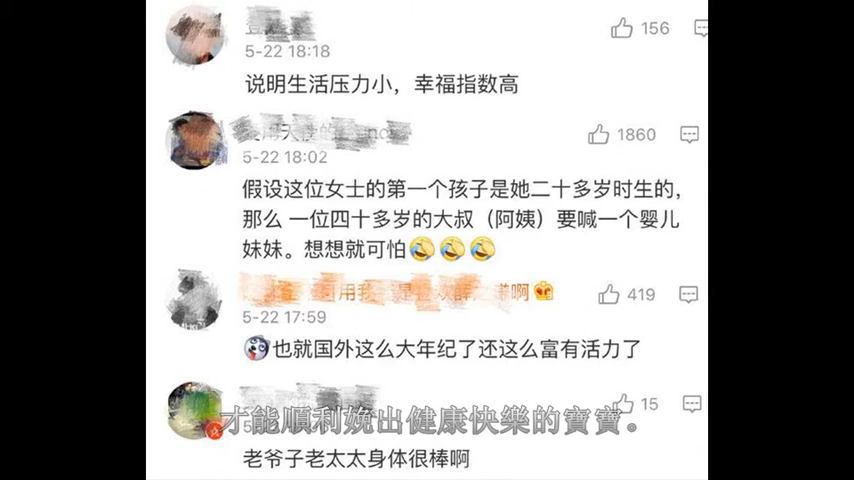 156
5-22 18:18
说明生活压力小，幸福指数高
1860
5-22 18:02
假设这位女士的第一个孩子是她二十多岁时生的，
那么 一位四十多岁的大叔（阿姨）要喊一个婴儿
妹妹。想想就可怕
419
5-22 17:59
也就国外这么大年纪了还这么富有活力了
15
才能順利娩出健康快樂的寶寶。
老爷子老太太身体很棒啊